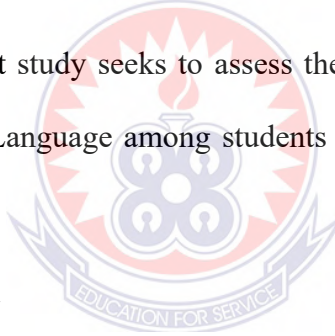 t study seeks to assess the
Language among students
EDUCATION FOR SERVICE